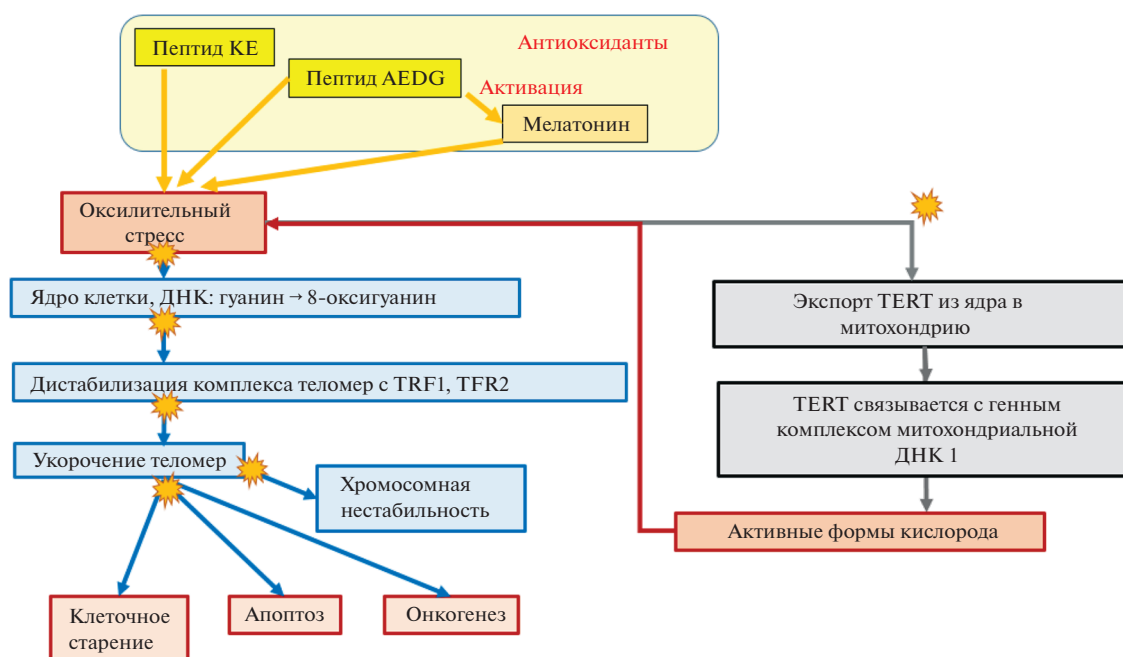 Пептид KE
Антиоксиданты
Пептид AEDG
Активация
Мелатонин
Оксилительный
стресс
Ядро клетки, ДНК: гуанин → 8-оксигуанин
Экспорт TERT из ядра в
митохондрию
Дистабилизация комплекса теломер с TRF1, TFR2
TERT связывается с генным
комплексом митохондриальной
ДНК 1
Укорочение теломер
Хромосомная
нестабильность
Активные формы кислорода
Клеточное
старение
Апоптоз
Онкогенез